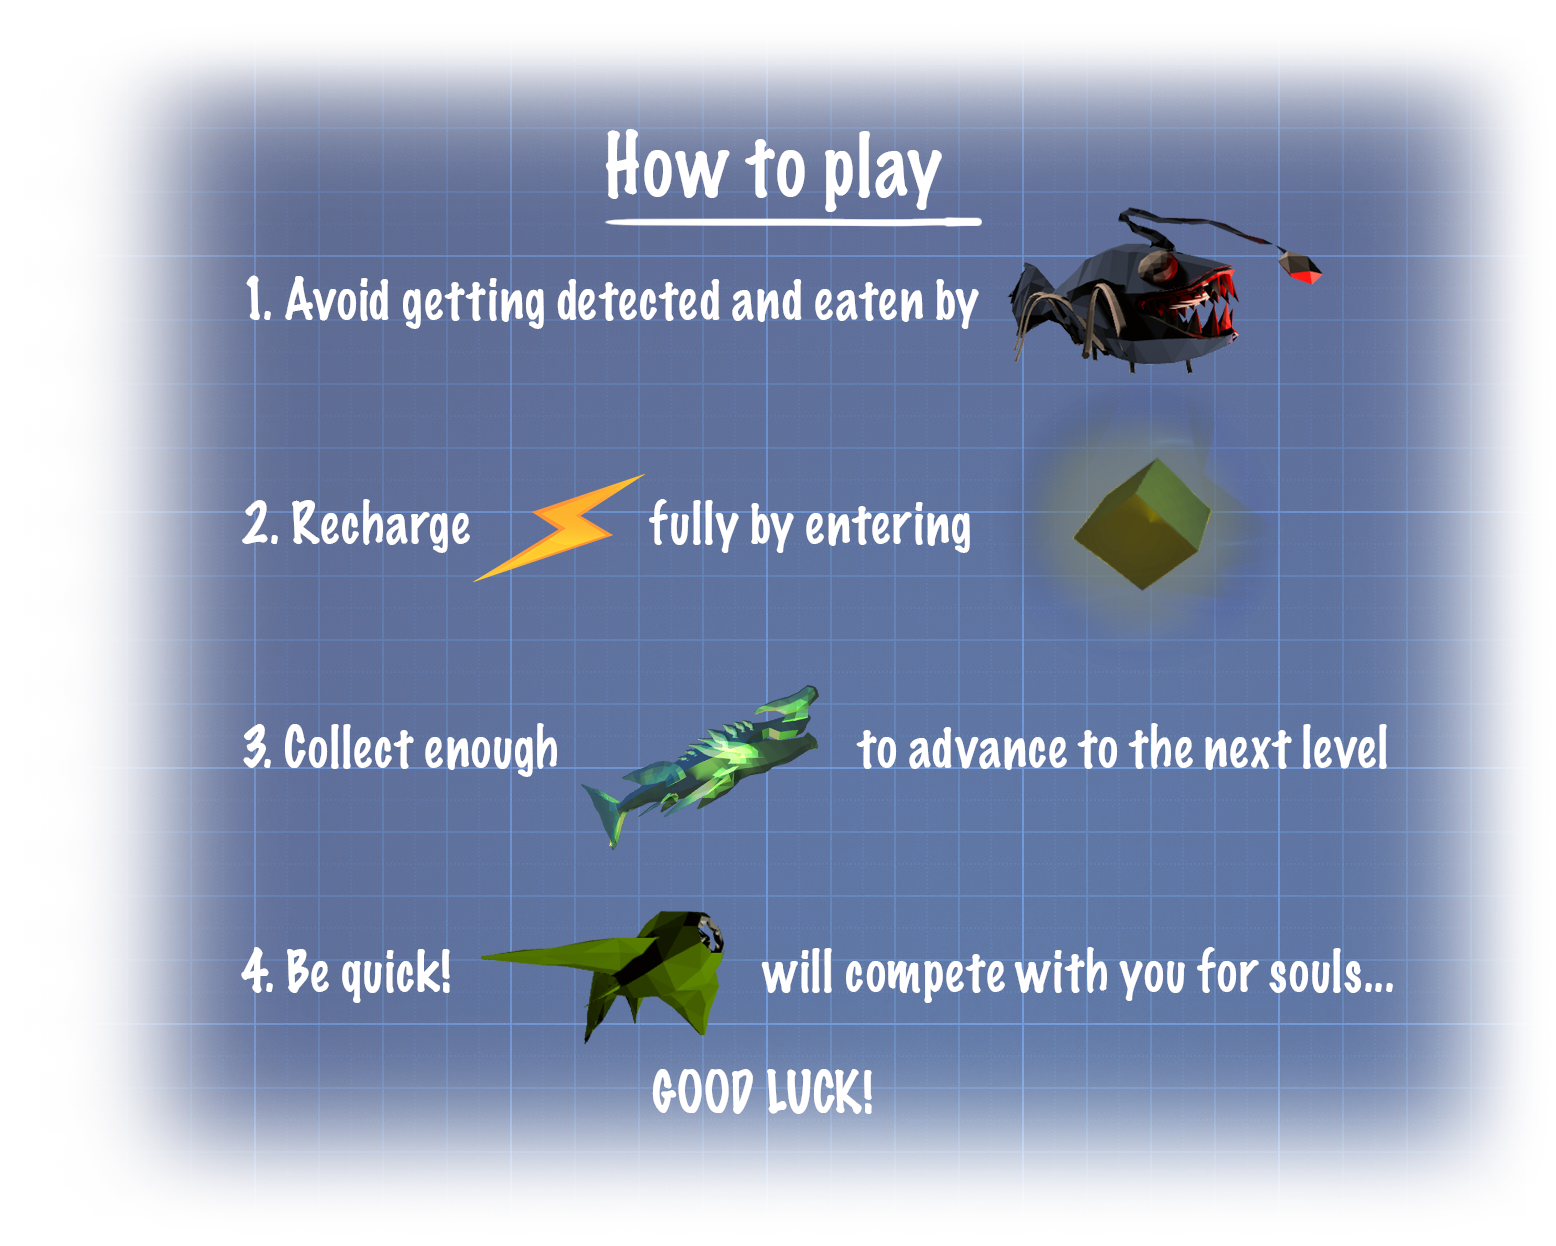 How to play
1. Avoid getting detected and eaten by
2. Recharge fully by entering
3. Collect enough to advance to the next level
4. Be quick! will compete with you for souls...
GOOD LUCK!